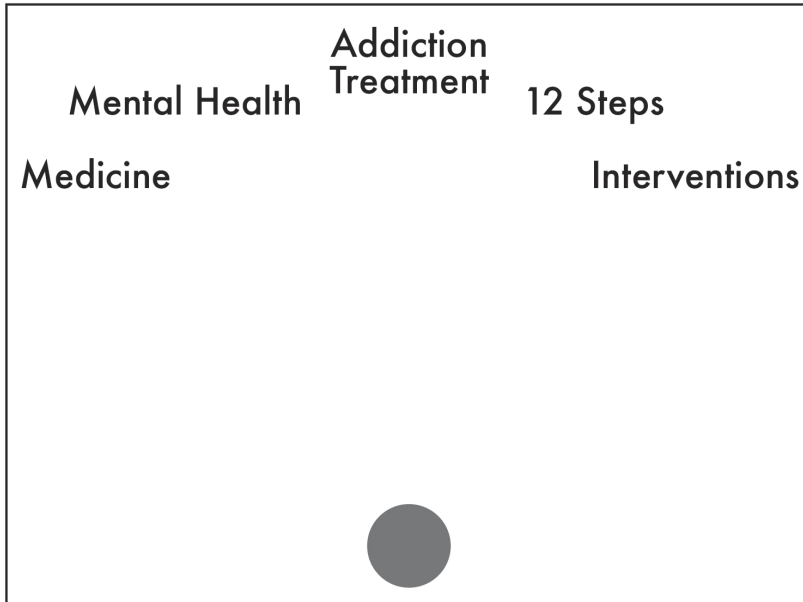 Addiction
Treatment
Mental Health
12 Steps
Medicine
Interventions